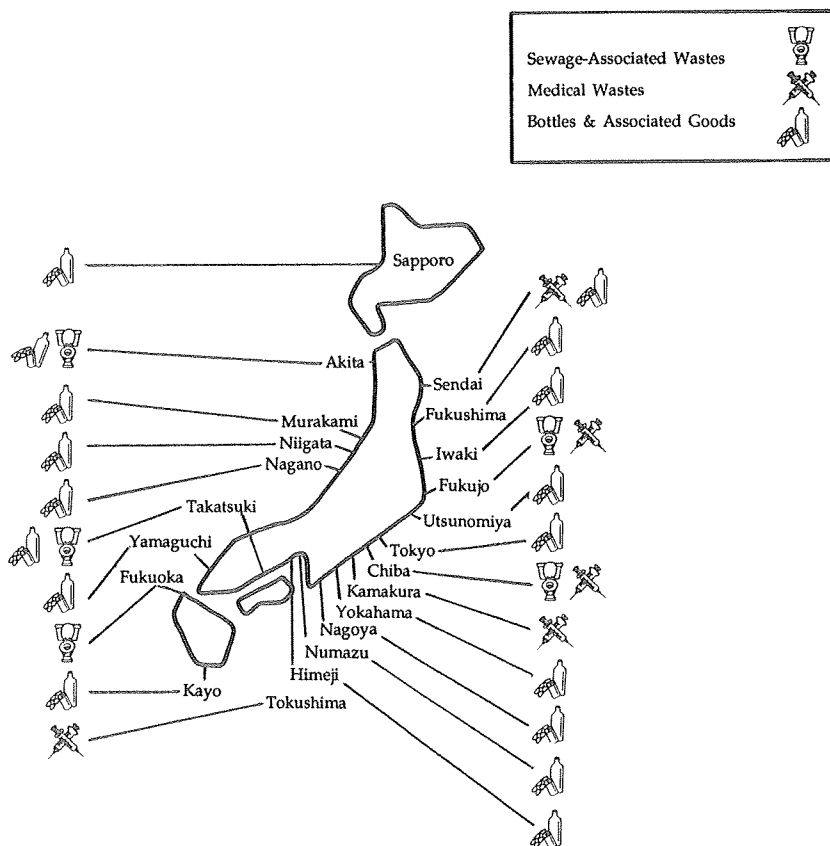 Sewage-Associated Wastes
Medical Wastes
Bottles & Associated Goods
Sapporo
Akita
Sendai
Fukushima
Murakami
Niigata
Iwaki
Nagano
Fukujo
Takatsuki
Utsunomiya
Yamaguchi
Tokyo
Chiba
Fukuoka
Kamakura
Yokahama
Nagoya
Numazu
Himeji
Kayo
Tokushima